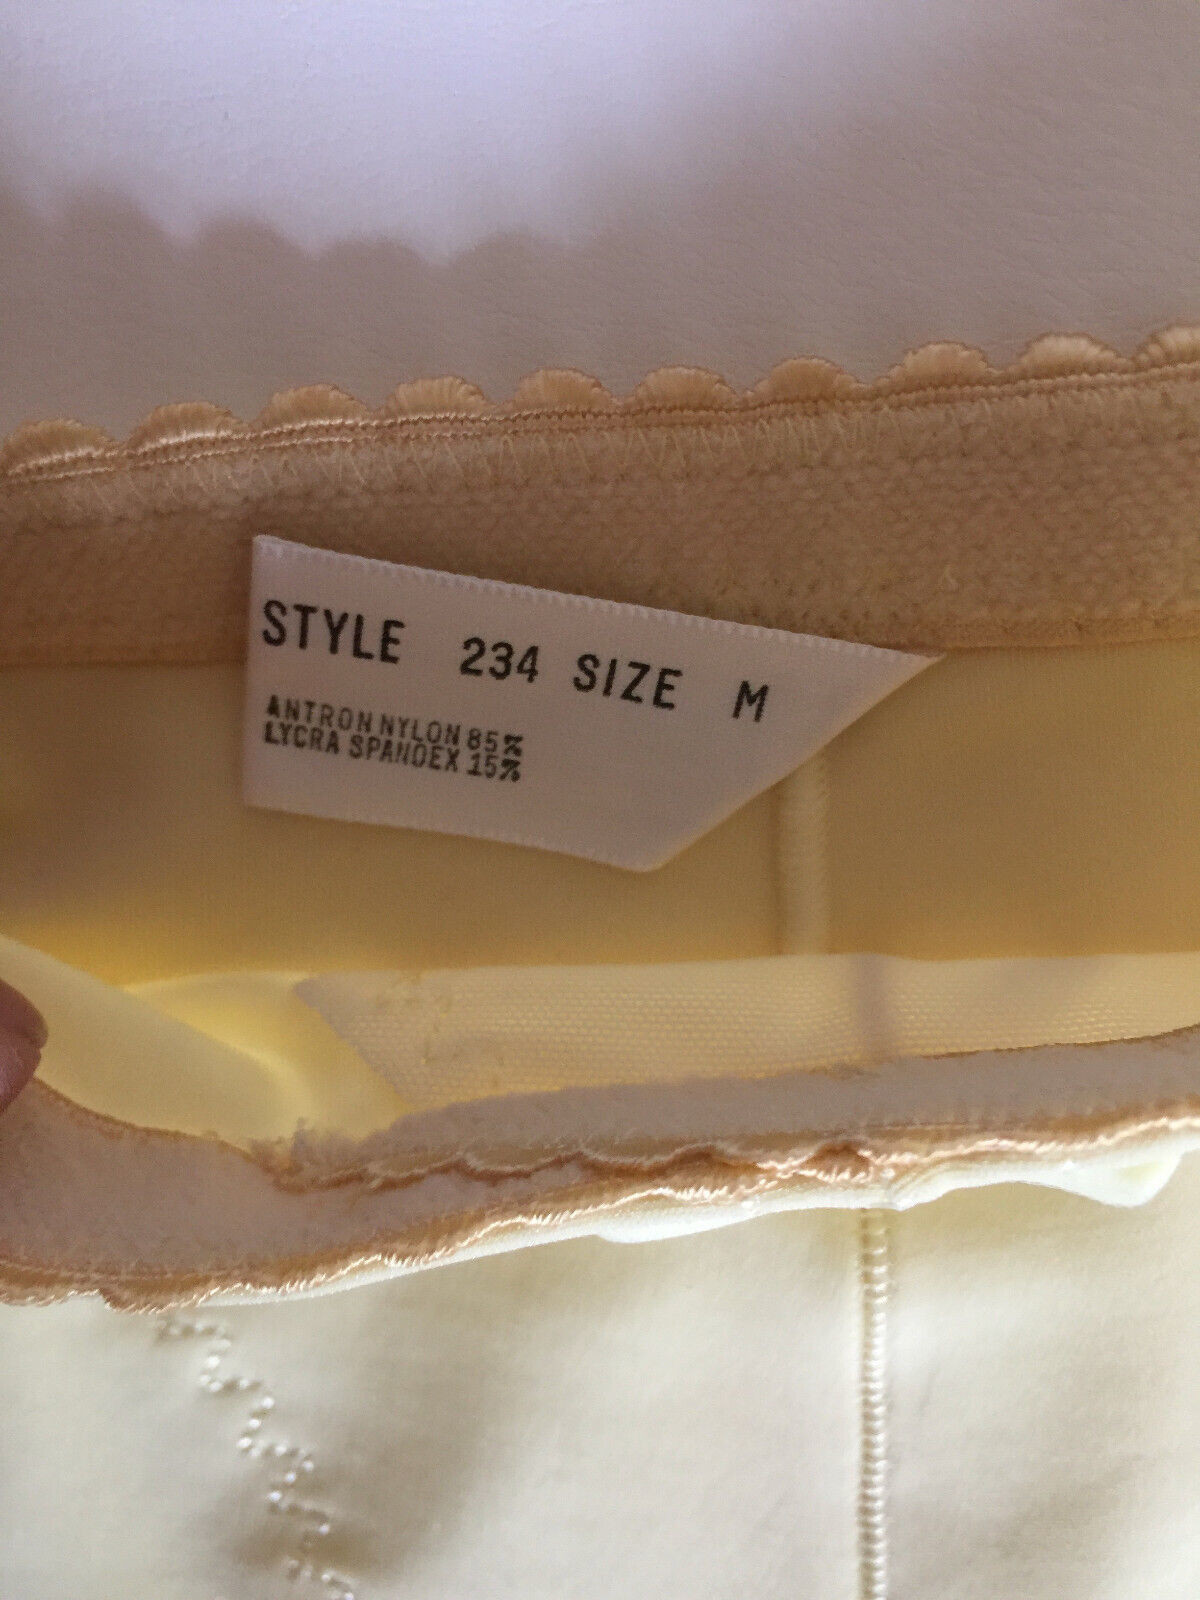 STYLE 234 SIZE M
ANTRON NYLON 85%
LYCRA SPANDEX 15%